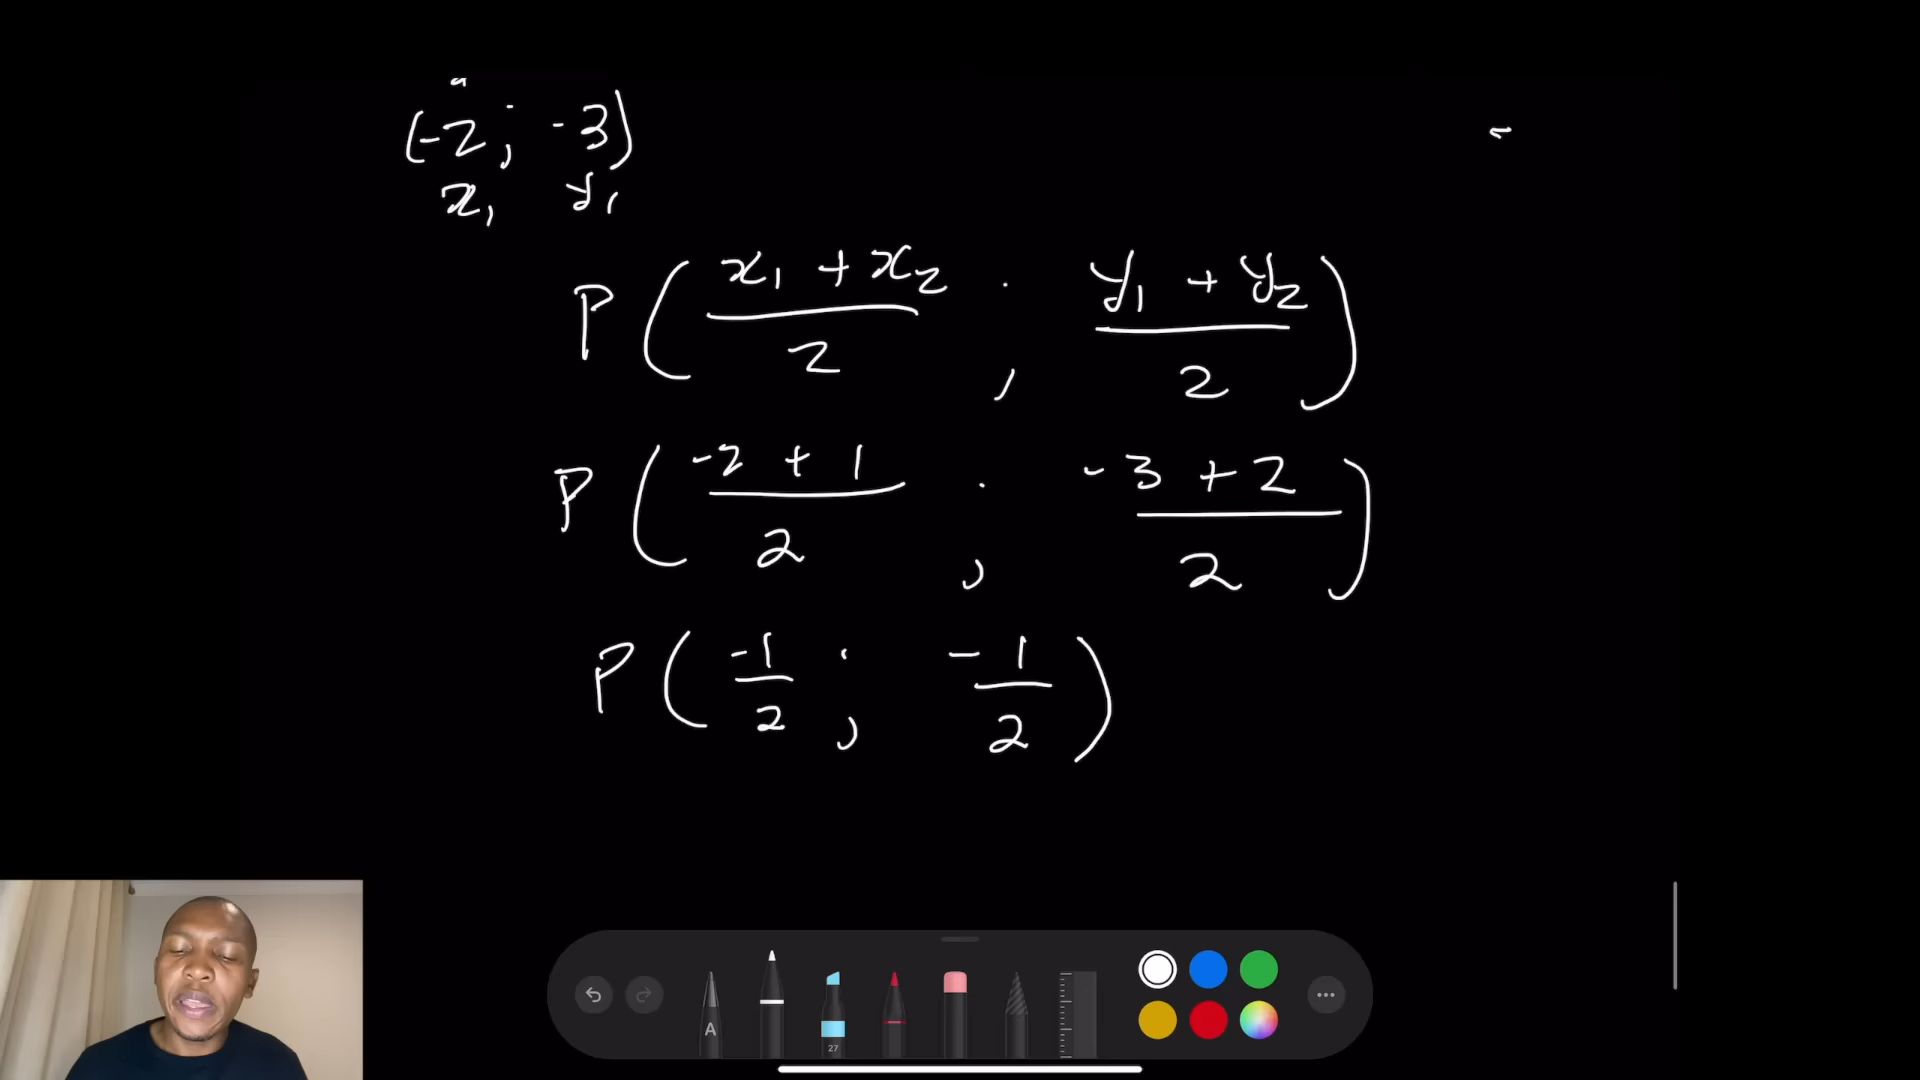 (-2 ; -3)
x₁ y₁
P ( x₁ + x₂ / 2 ; y₁ + y₂ / 2 )
P ( -2 + 1 / 2 ; -3 + 2 / 2 )
P ( -1/2 ; -1/2 )
A
27